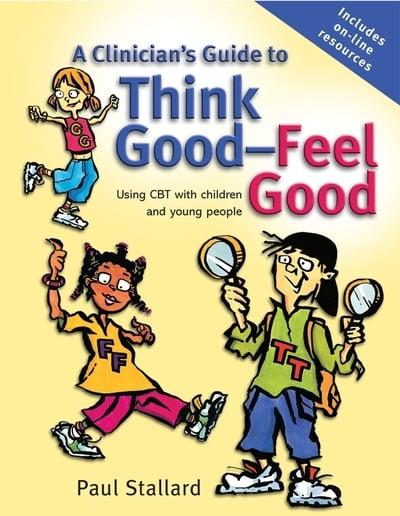 Includes
on-line
resources
A Clinician's Guide to
Think
Good–Feel
Good
Using CBT with children
and young people
GG
FF
TT
Paul Stallard